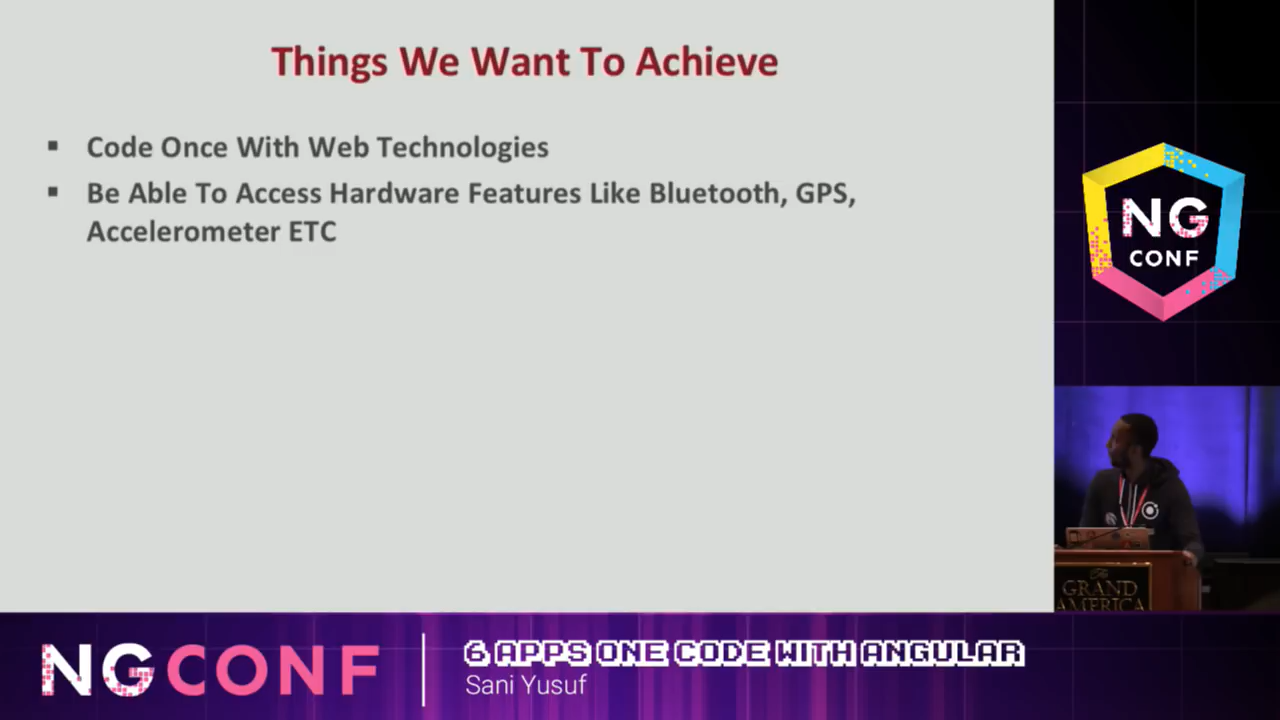 Things We Want To Achieve
▪ Code Once With Web Technologies
▪ Be Able To Access Hardware Features Like Bluetooth, GPS,
Accelerometer ETC
NG
CONF
The
GRAND
AMERICA
NGCONF
6 APPS ONE CODE WITH ANGULAR
Sani Yusuf